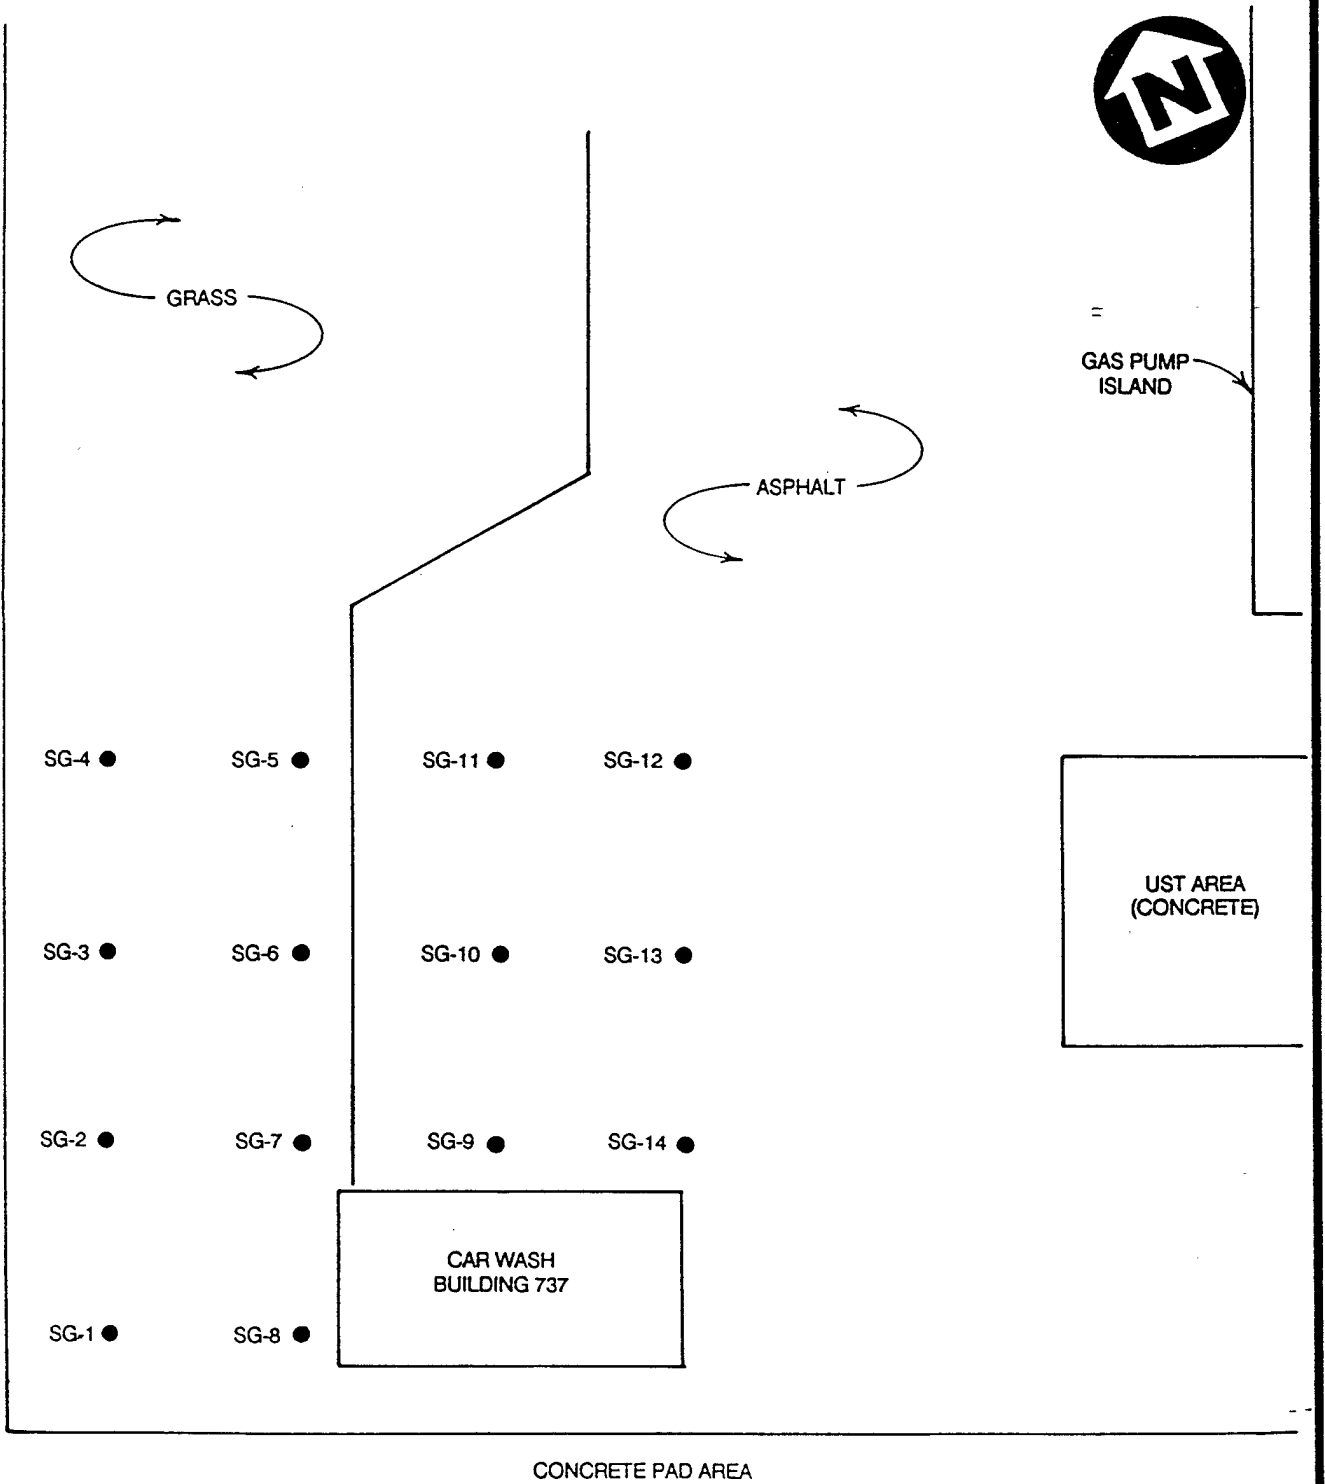 N
GRASS
GAS PUMP
ISLAND
ASPHALT
SG-4
SG-5
SG-11
SG-12
UST AREA
(CONCRETE)
SG-3
SG-6
SG-10
SG-13
SG-2
SG-7
SG-9
SG-14
CAR WASH
BUILDING 737
SG-1
SG-8
CONCRETE PAD AREA